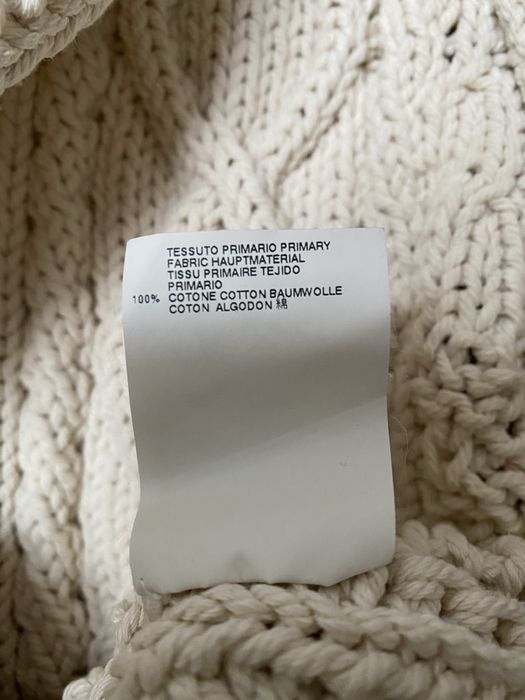 TESSUTO PRIMARIO PRIMARY
FABRIC HAUPTMATERIAL
TISSU PRIMAIRE TEJIDO
PRIMARIO
100% COTONE COTTON BAUMWOLLE
COTON ALGODON 綿